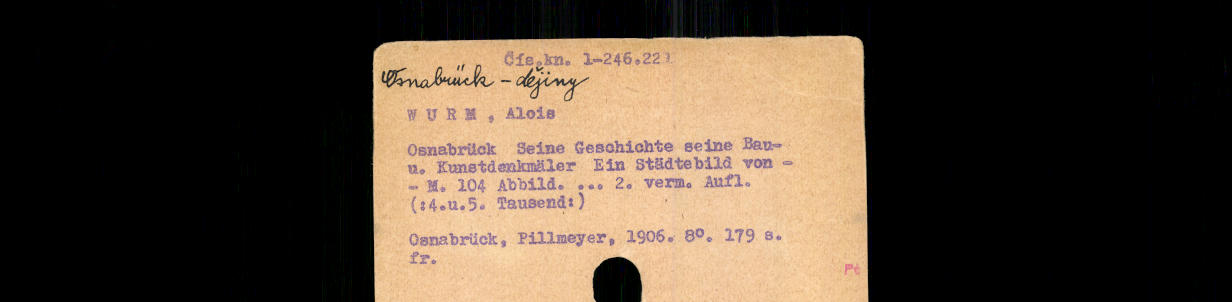 Čís.kn. 1-246.221
Osnabrück - dějiny
W U R M , Alois
Osnabrück Seine Geschichte seine Bau-
u. Kunstdenkmäler Ein Städtebild von -
- M. 104 Abbild. ... 2. verm. Aufl.
(:4.u.5. Tausend:)
Osnabrück, Pillmeyer, 1906. 8°. 179 s.
fr.
Pt